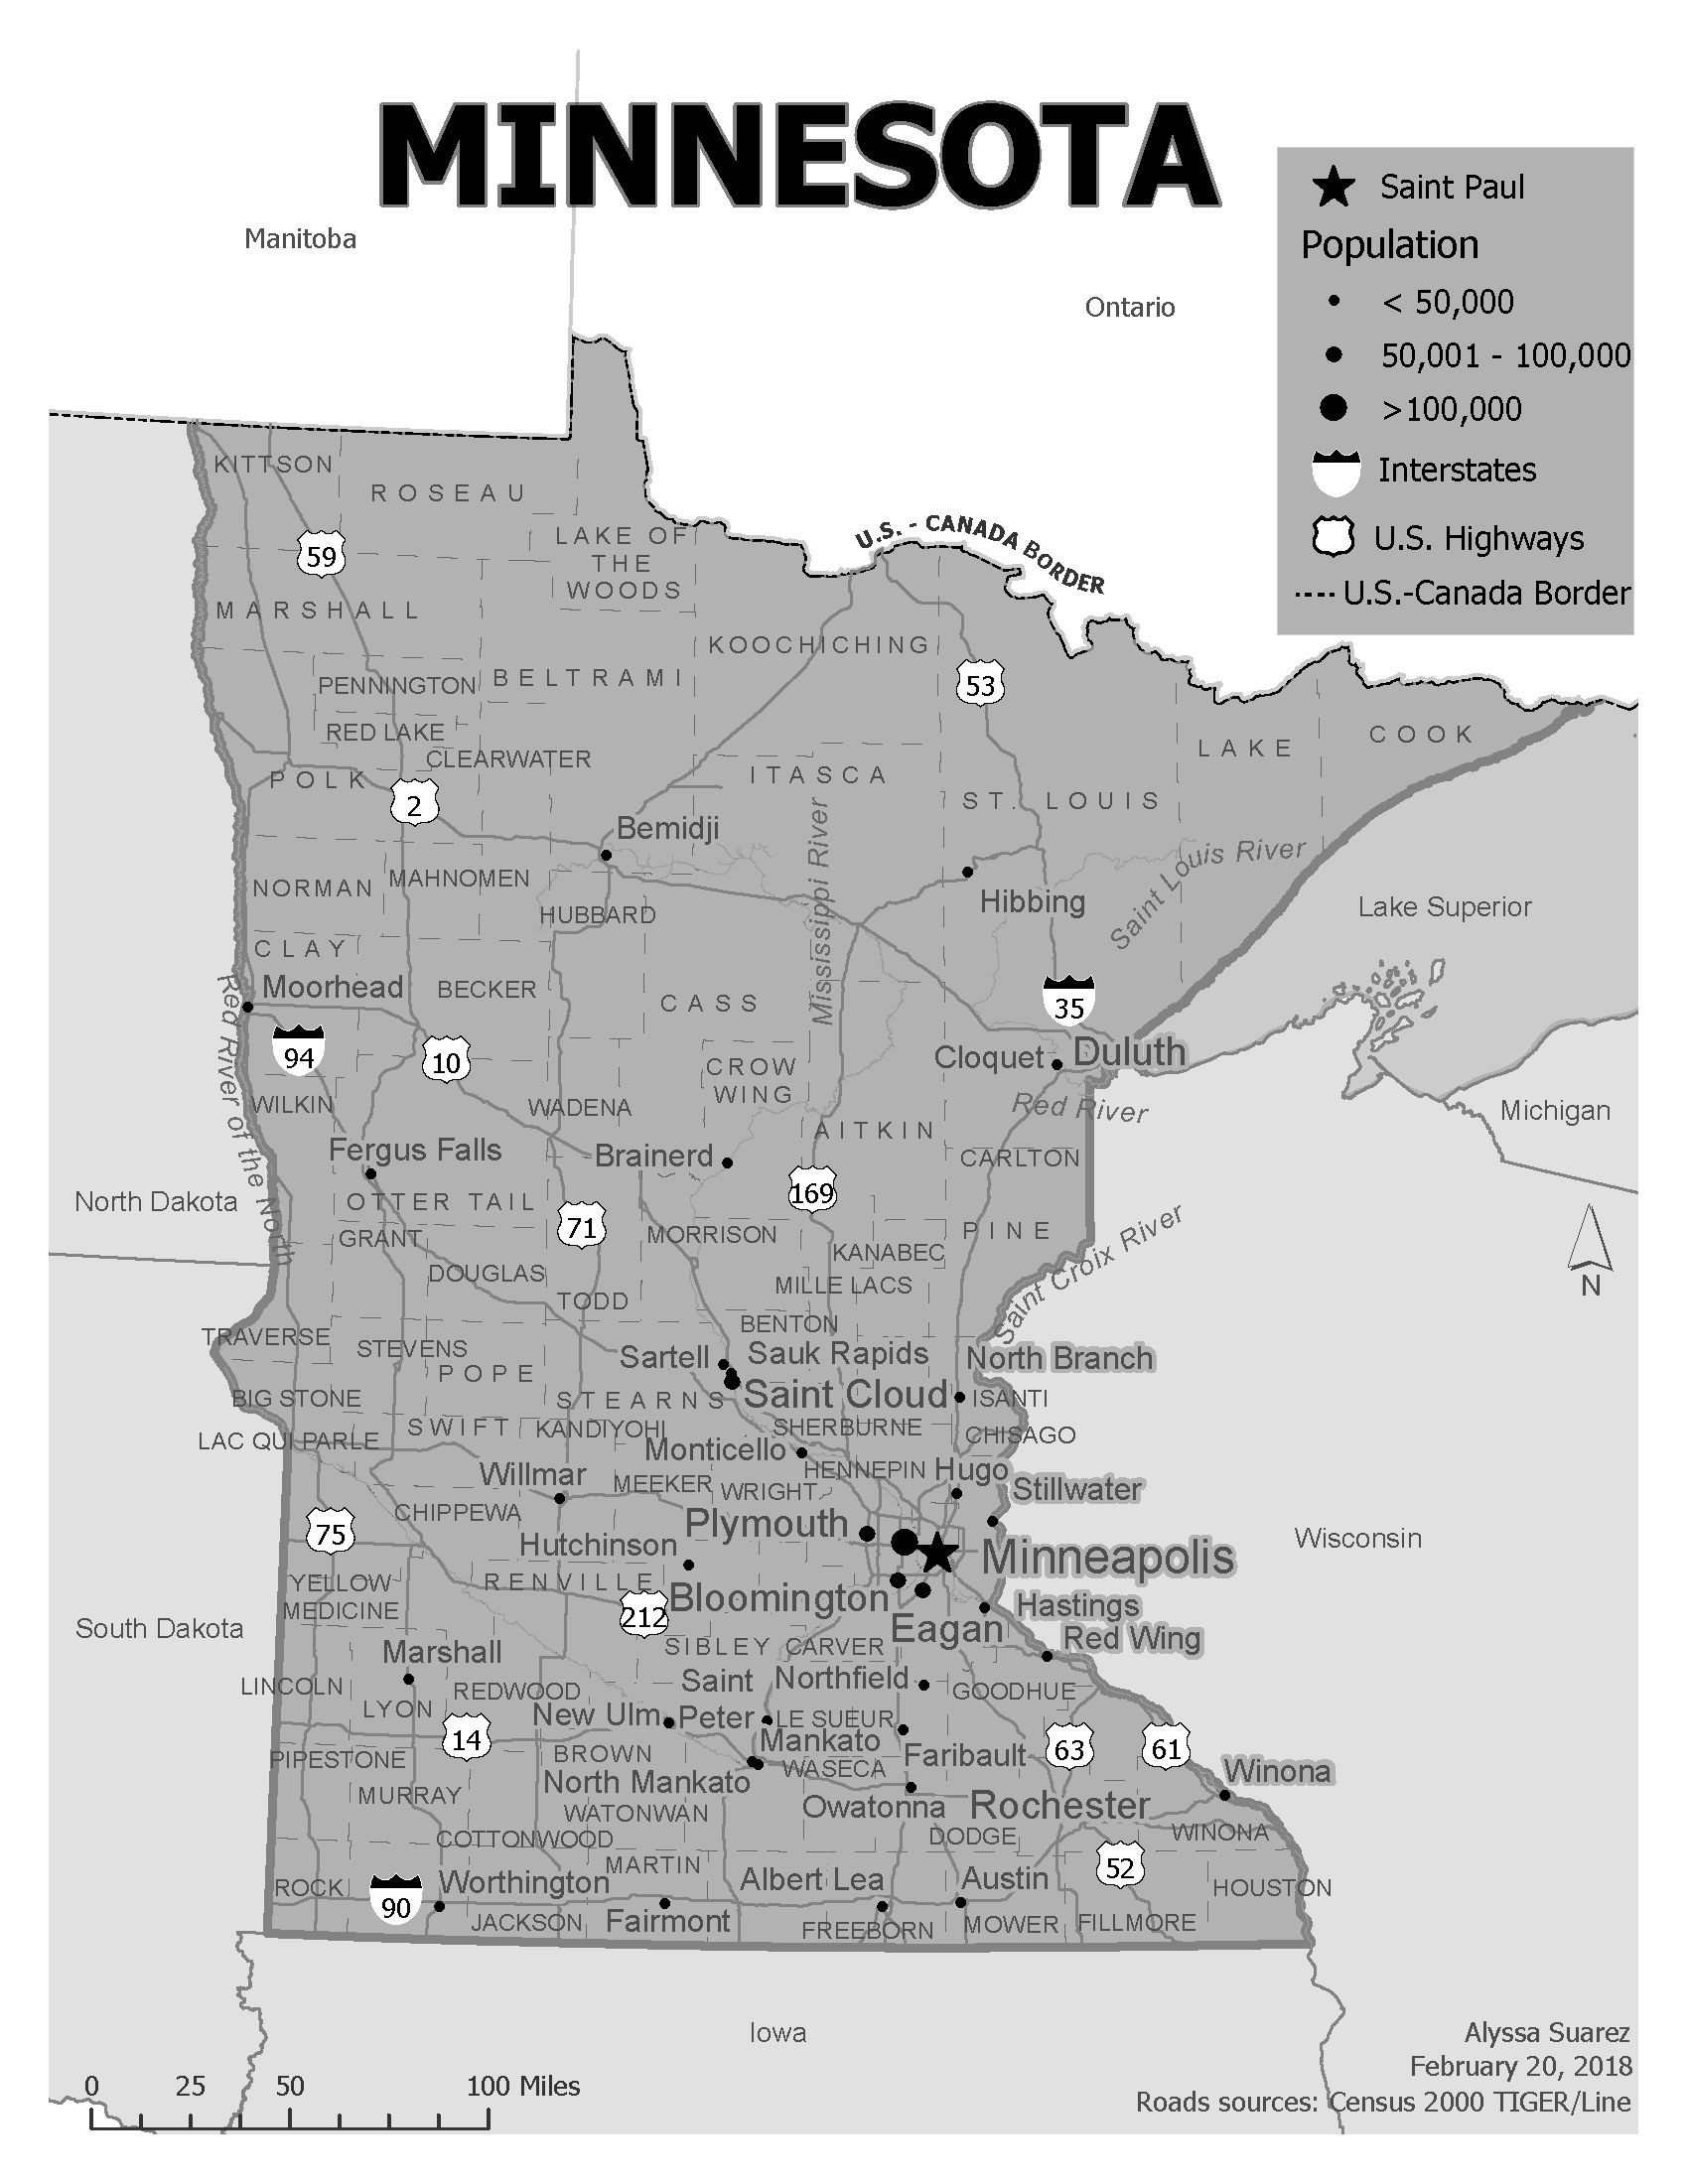 MINNESOTA
Saint Paul
Population
< 50,000
50,001 - 100,000
>100,000
Interstates
U.S. Highways
U.S.-Canada Border
Manitoba
Ontario
U.S. - CANADA BORDER
KITTSON
ROSEAU
LAKE OF
THE
WOODS
59
MARSHALL
KOOCHICHING
PENNINGTON
BELTRAMI
53
RED LAKE
CLEARWATER
COOK
LAKE
POLK
ITASCA
ST. LOUIS
2
Bemidji
Mississippi River
Saint Louis River
NORMAN
MAHNOMEN
HUBBARD
Hibbing
Lake Superior
CLAY
Moorhead
BECKER
CASS
35
Red River of the North
94
10
CROW
WING
Cloquet
Duluth
WILKIN
WADENA
Red River
Michigan
AITKIN
Fergus Falls
Brainerd
CARLTON
North Dakota
OTTER TAIL
169
71
GRANT
MORRISON
KANABEC
PINE
Saint Croix River
N
DOUGLAS
MILLE LACS
TODD
BENTON
TRAVERSE
STEVENS
Sartell
Sauk Rapids
North Branch
POPE
BIG STONE
STEARNS
Saint Cloud
ISANTI
SWIFT
KANDIYOHI
SHERBURNE
CHISAGO
LAC QUI PARLE
Monticello
HENNEPIN
Hugo
Willmar
MEEKER
WRIGHT
Stillwater
CHIPPEWA
75
Plymouth
Hutchinson
Minneapolis
Wisconsin
YELLOW
MEDICINE
RENVILLE
Bloomington
212
Eagan
Hastings
South Dakota
SIBLEY
CARVER
Red Wing
Marshall
LINCOLN
LYON
REDWOOD
Saint
Peter
Northfield
GOODHUE
New Ulm
LE SUEUR
14
Mankato
Faribault
63
61
PIPESTONE
BROWN
WASECA
Winona
MURRAY
North Mankato
WATONWAN
Owatonna
Rochester
COTTONWOOD
DODGE
WINONA
MARTIN
52
ROCK
90
Worthington
Albert Lea
Austin
HOUSTON
JACKSON
Fairmont
FREEBORN
MOWER
FILLMORE
Iowa
0 25 50 100 Miles
Alyssa Suarez
February 20, 2018
Roads sources: Census 2000 TIGER/Line